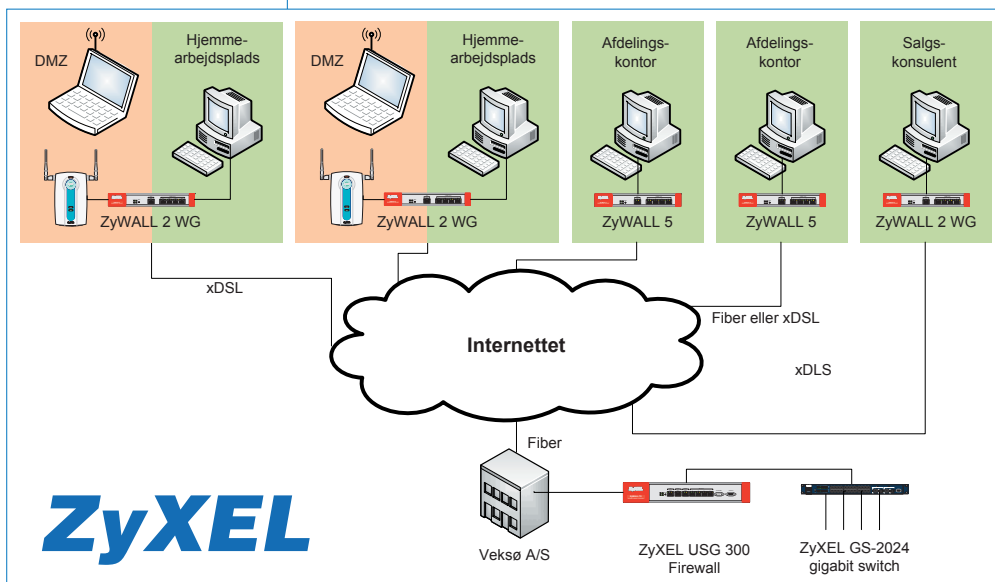 DMZ
Hjemme-
arbejdsplads
ZyWALL 2 WG
DMZ
Hjemme-
arbejdsplads
ZyWALL 2 WG
Afdelings-
kontor
ZyWALL 5
Afdelings-
kontor
ZyWALL 5
Salgs-
konsulent
ZyWALL 2 WG
xDSL
Fiber eller xDSL
Internettet
xDLS
Fiber
ZyXEL
Veksø A/S
ZyXEL USG 300
Firewall
ZyXEL GS-2024
gigabit switch